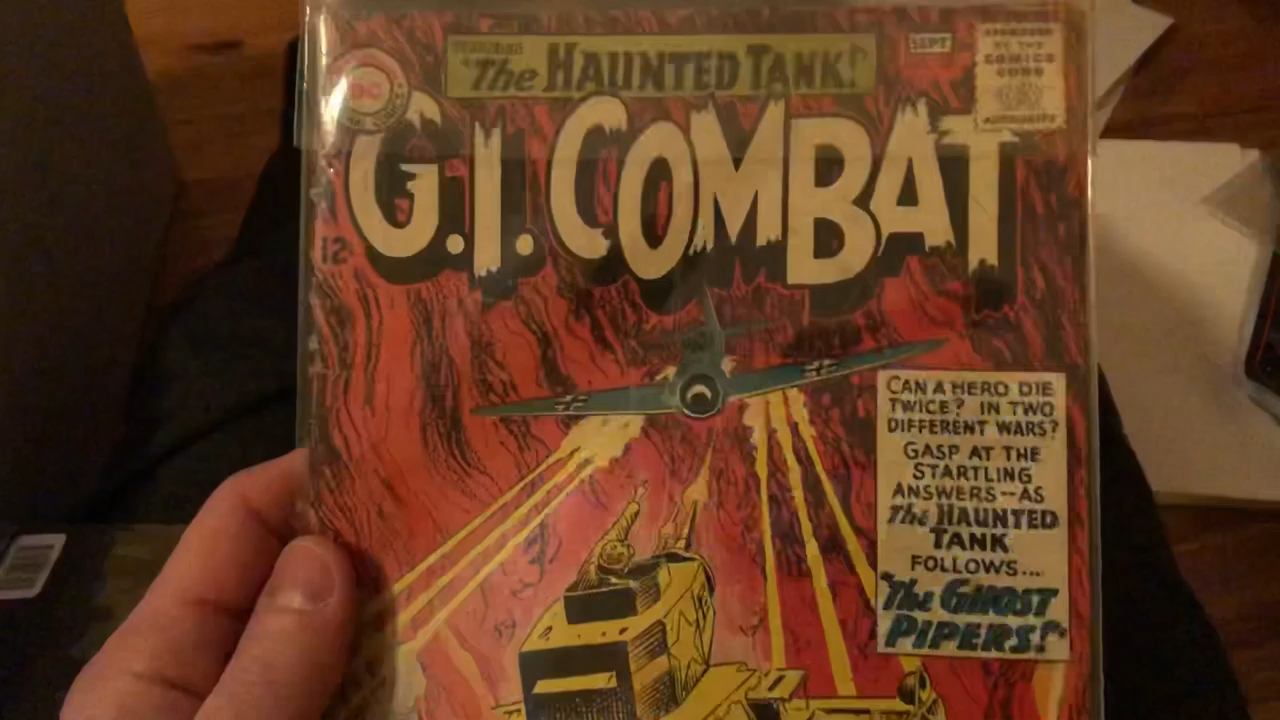 "The HAUNTED TANK!"
SEPT.
APPROVED
BY THE
COMICS
CODE
AUTHORITY
DC
G.I. COMBAT
12¢
CAN A HERO DIE
TWICE? IN TWO
DIFFERENT WARS?
GASP AT THE
STARTLING
ANSWERS--AS
The HAUNTED
TANK
FOLLOWS...
"The GHOST
PIPERS!"